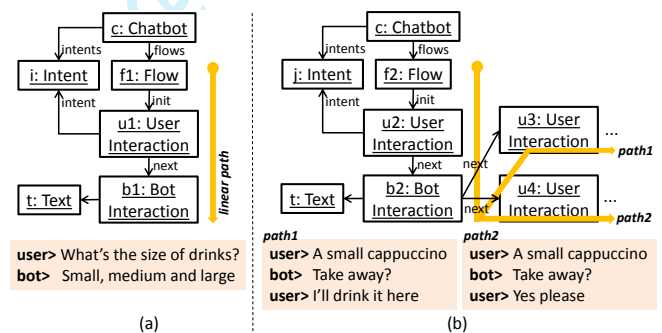 c: Chatbot
intents
flows
i: Intent
f1: Flow
intent
init
u1: User
Interaction
next
t: Text
b1: Bot
Interaction
linear path
user> What's the size of drinks?
bot> Small, medium and large
(a)
c: Chatbot
intents
flows
j: Intent
f2: Flow
intent
init
u2: User
Interaction
u3: User
Interaction
...
path1
next
next
t: Text
b2: Bot
Interaction
next
u4: User
Interaction
...
path2
path1
user> A small cappuccino
bot> Take away?
user> I'll drink it here
path2
user> A small cappuccino
bot> Take away?
user> Yes please
(b)